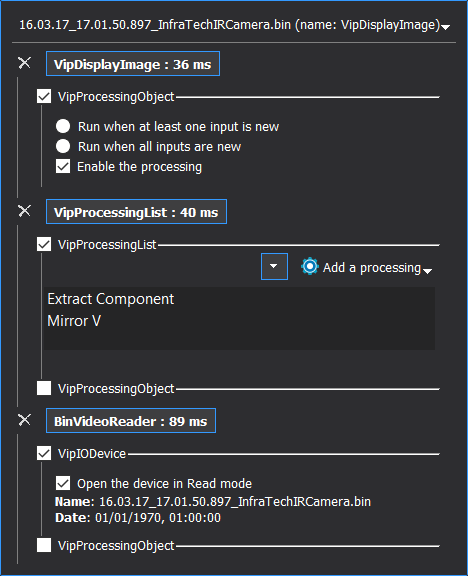 16.03.17_17.01.50.897_InfraTechIRCamera.bin (name: VipDisplayImage)
VipDisplayImage : 36 ms
VipProcessingObject
Run when at least one input is new
Run when all inputs are new
Enable the processing
VipProcessingList : 40 ms
VipProcessingList
Add a processing
Extract Component
Mirror V
VipProcessingObject
BinVideoReader : 89 ms
VipIODevice
Open the device in Read mode
Name: 16.03.17_17.01.50.897_InfraTechIRCamera.bin
Date: 01/01/1970, 01:00:00
VipProcessingObject